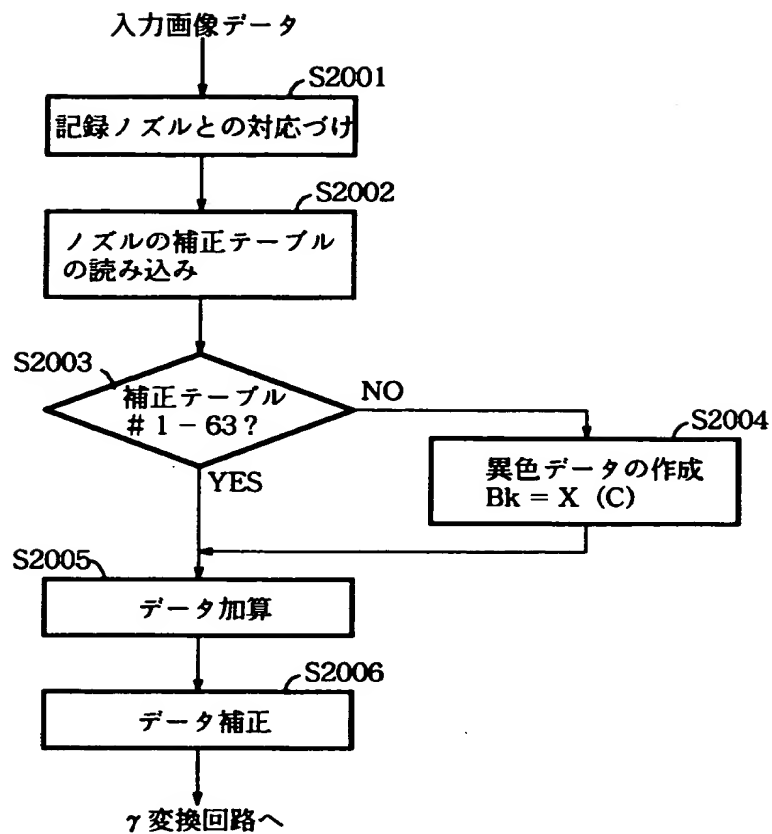 入力画像データ
S2001
記録ノズルとの対応づけ
S2002
ノズルの補正テーブル
の読み込み
S2003
補正テーブル
#1-63?
NO
YES
S2004
異色データの作成
Bk = X (C)
S2005
データ加算
S2006
データ補正
γ変換回路へ